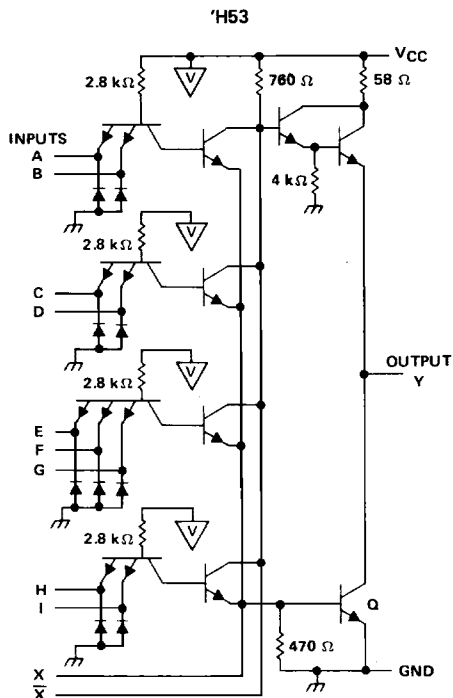 'H53
VCC
2.8 kΩ
V
760 Ω
58 Ω
INPUTS
A
B
4 kΩ
2.8 kΩ
V
C
D
OUTPUT
Y
2.8 kΩ
V
E
F
G
2.8 kΩ
V
H
I
Q
470 Ω
X
GND
X̅